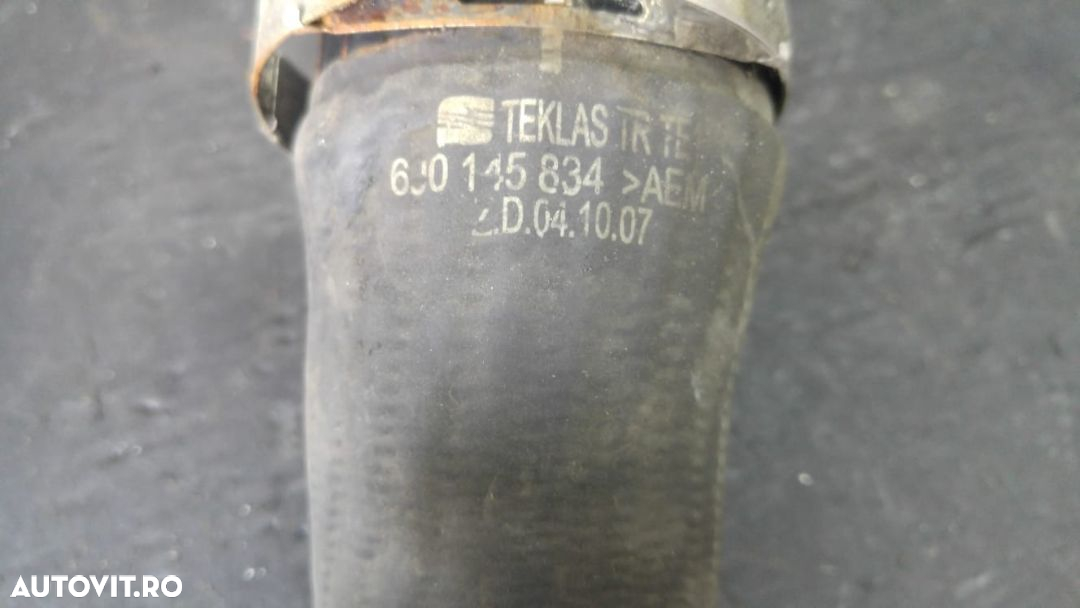 TEKLAS TR TE
6J0 145 834 >AEM
Z.D.04.10.07
AUTOVIT.RO